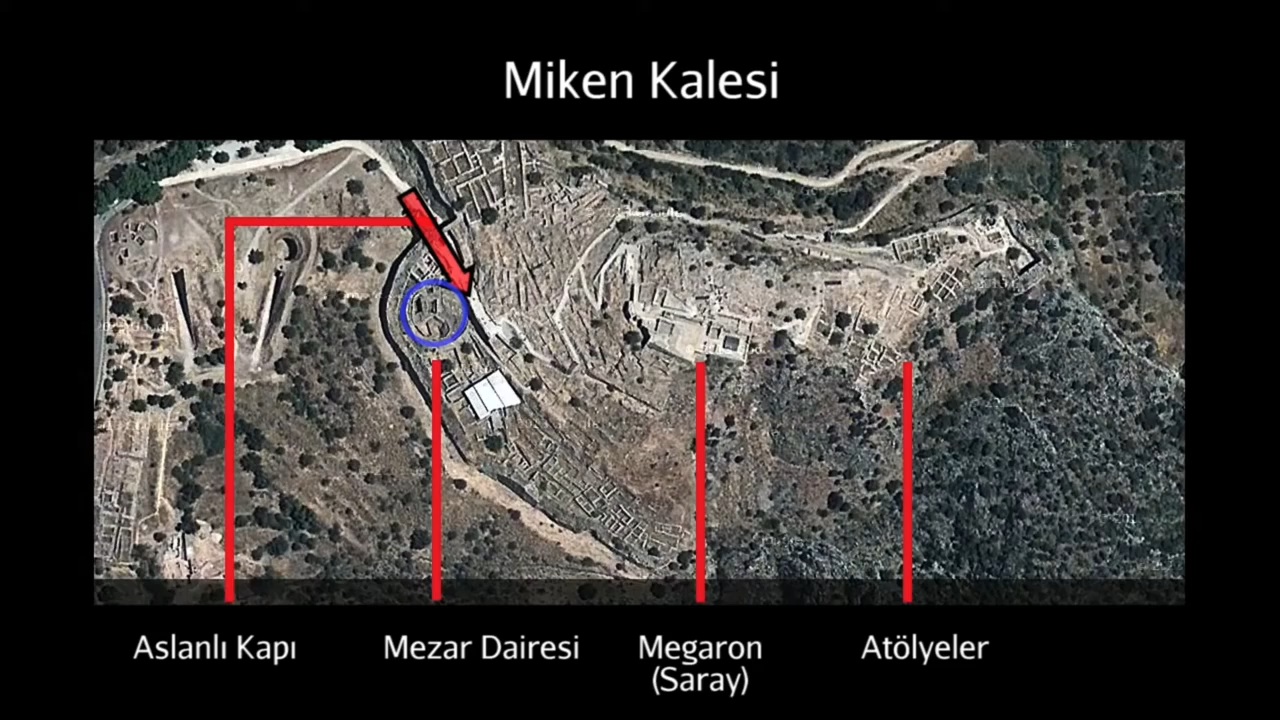 Miken Kalesi
Aslanlı Kapı
Mezar Dairesi
Megaron
(Saray)
Atölyeler